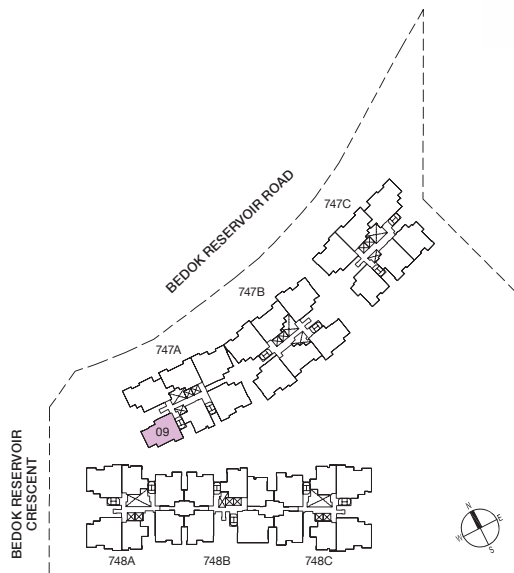 747C
BEDOK RESERVOIR ROAD
747B
747A
09
BEDOK RESERVOIR
CRESCENT
N
E
W
S
748A
748B
748C